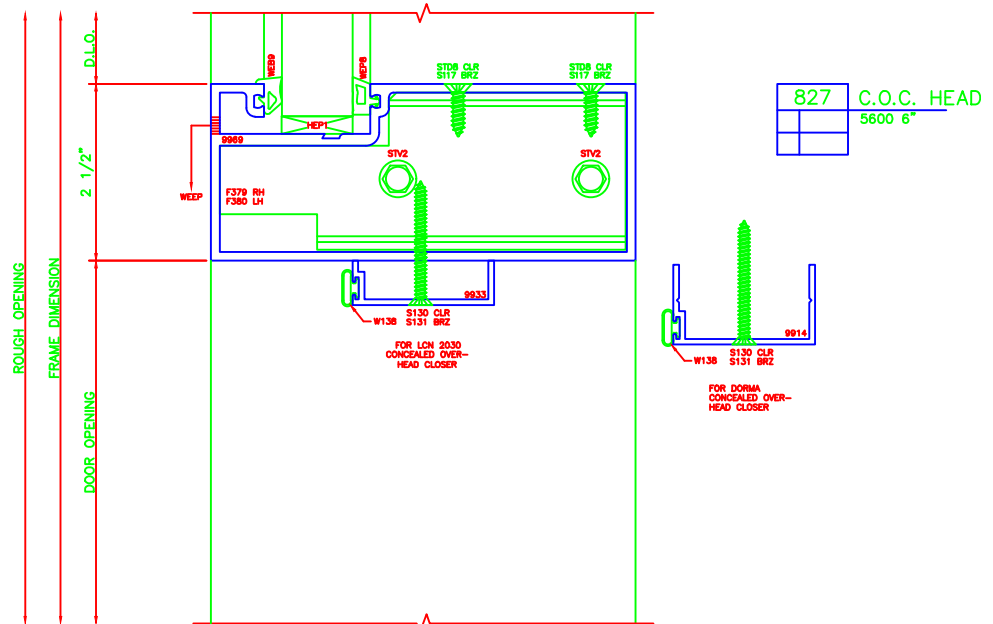 D.L.O.
WEB9
WEP8
STD8 CLR
S117 BRZ
STD8 CLR
S117 BRZ
827
C.O.C. HEAD
5600 6"
HEP1
9969
STV2
STV2
2 1/2"
WEEP
F379 RH
F380 LH
9933
W138
S130 CLR
S131 BRZ
FOR LCN 2030
CONCEALED OVER-
HEAD CLOSER
9914
W138
S130 CLR
S131 BRZ
FOR DORMA
CONCEALED OVER-
HEAD CLOSER
ROUGH OPENING
FRAME DIMENSION
DOOR OPENING